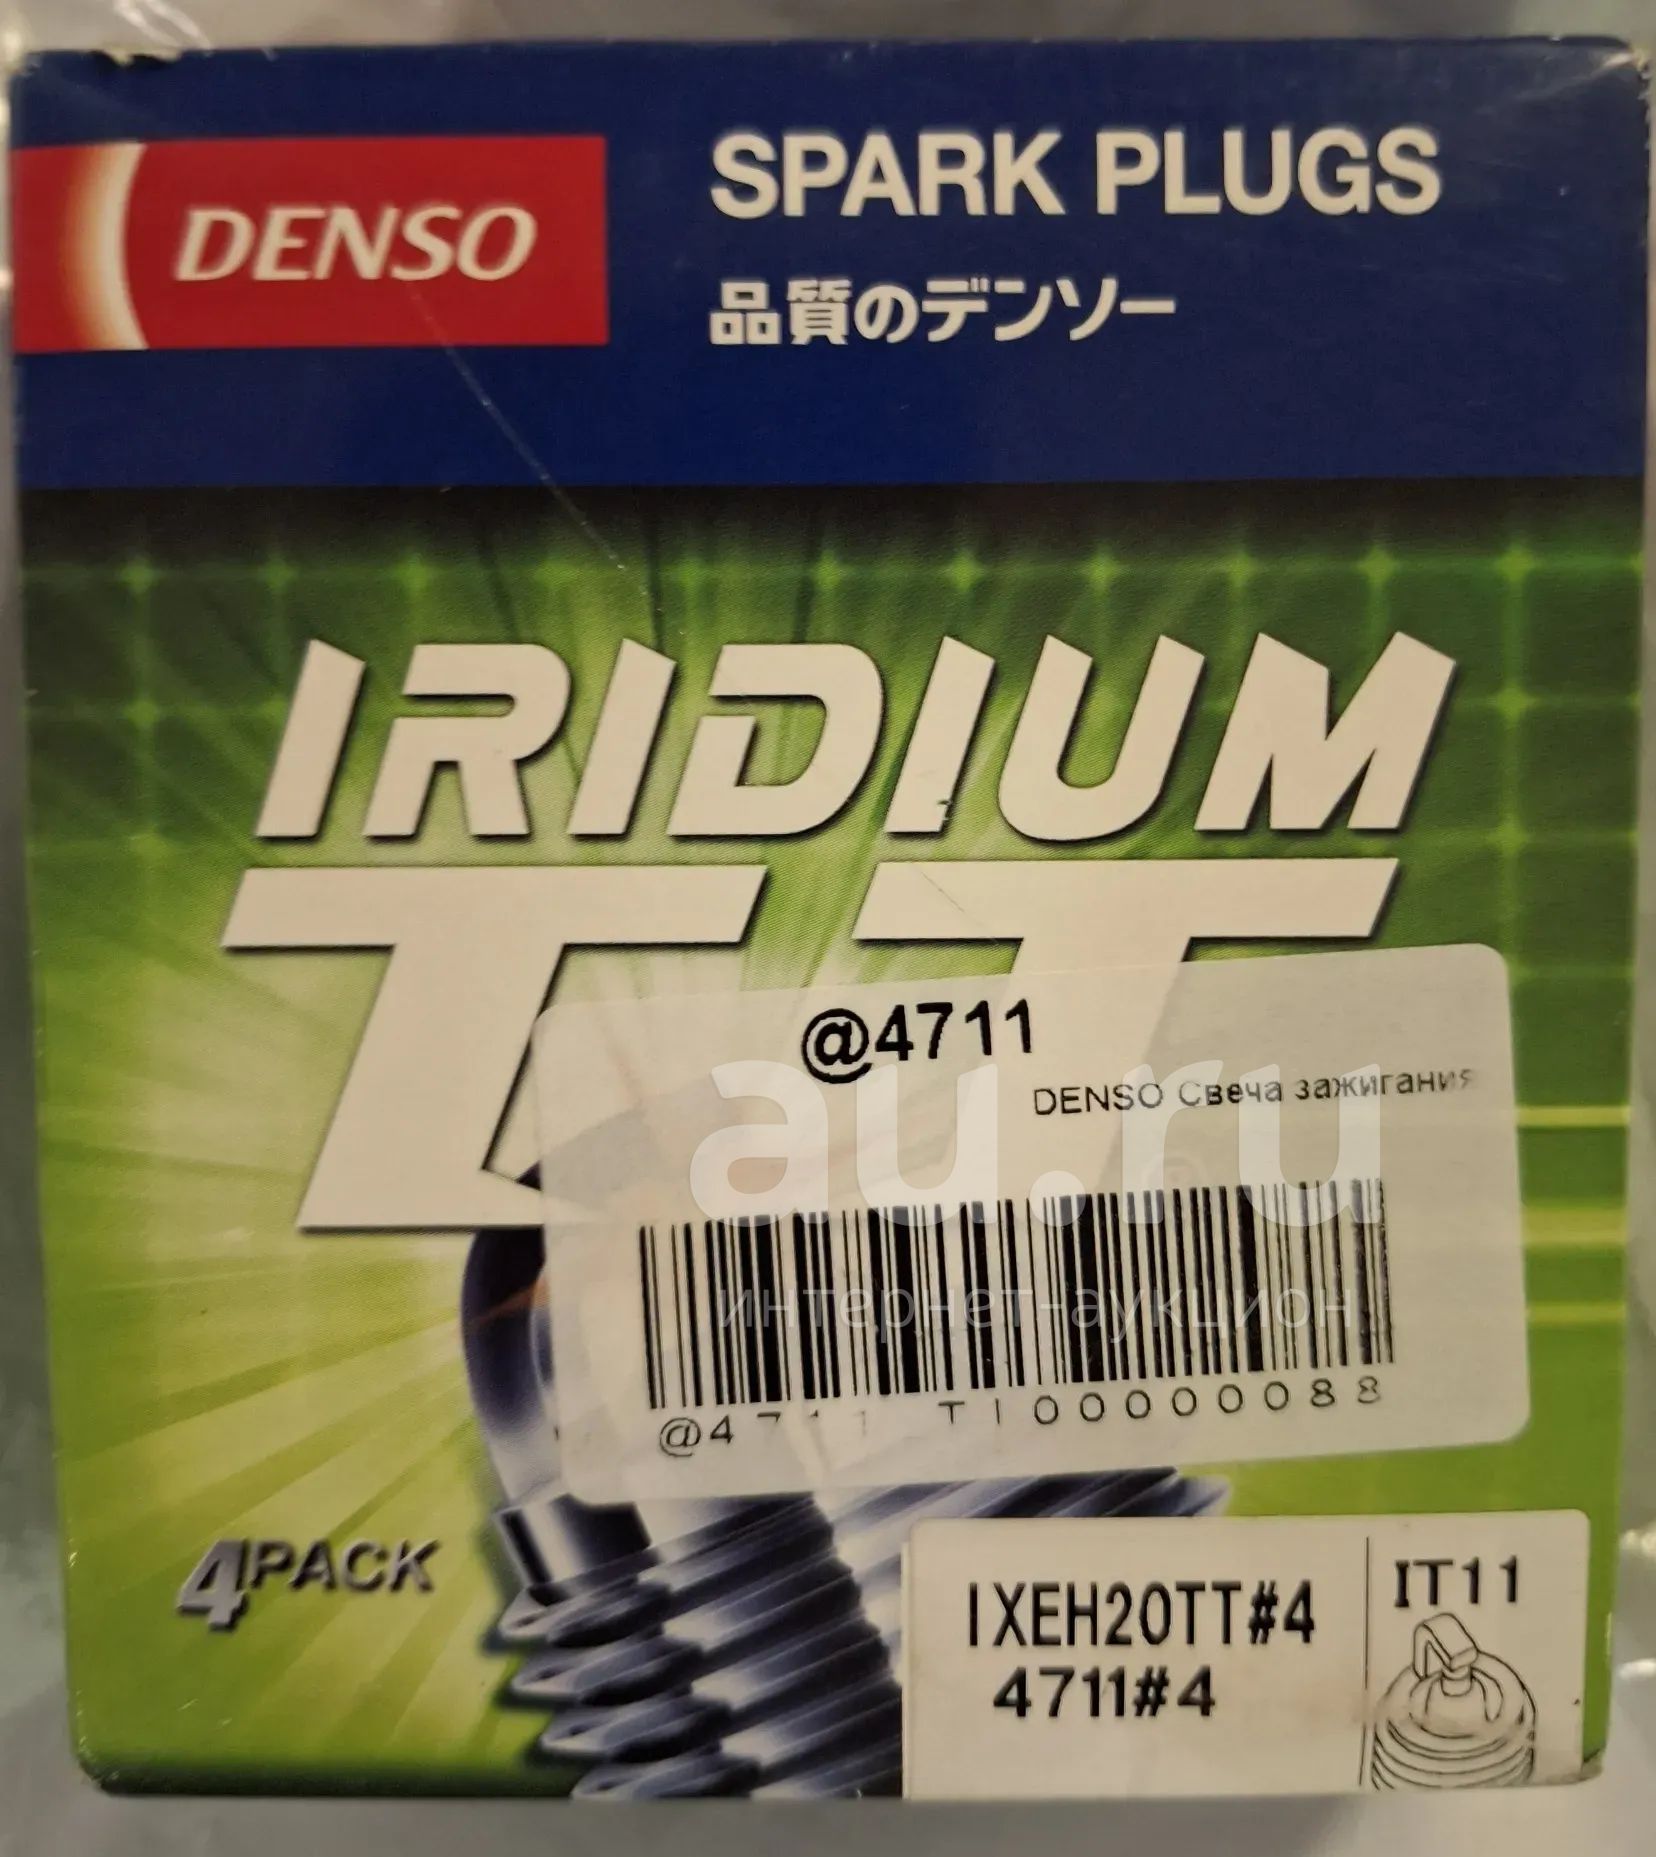 DENSO
SPARK PLUGS
品質のデンソー
IRIDIUM
TT
@4711
DENSO Свеча зажигания
au.ru
интернет-аукцион
@4711 TI00000088
4PACK
IXEH20TT#4
4711#4
IT11